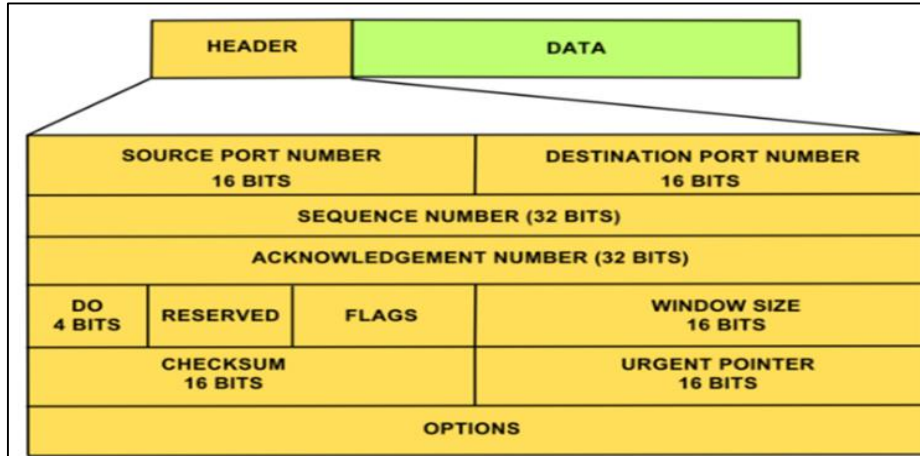 HEADER
DATA
SOURCE PORT NUMBER
16 BITS
DESTINATION PORT NUMBER
16 BITS
SEQUENCE NUMBER (32 BITS)
ACKNOWLEDGEMENT NUMBER (32 BITS)
DO
4 BITS
RESERVED
FLAGS
WINDOW SIZE
16 BITS
CHECKSUM
16 BITS
URGENT POINTER
16 BITS
OPTIONS